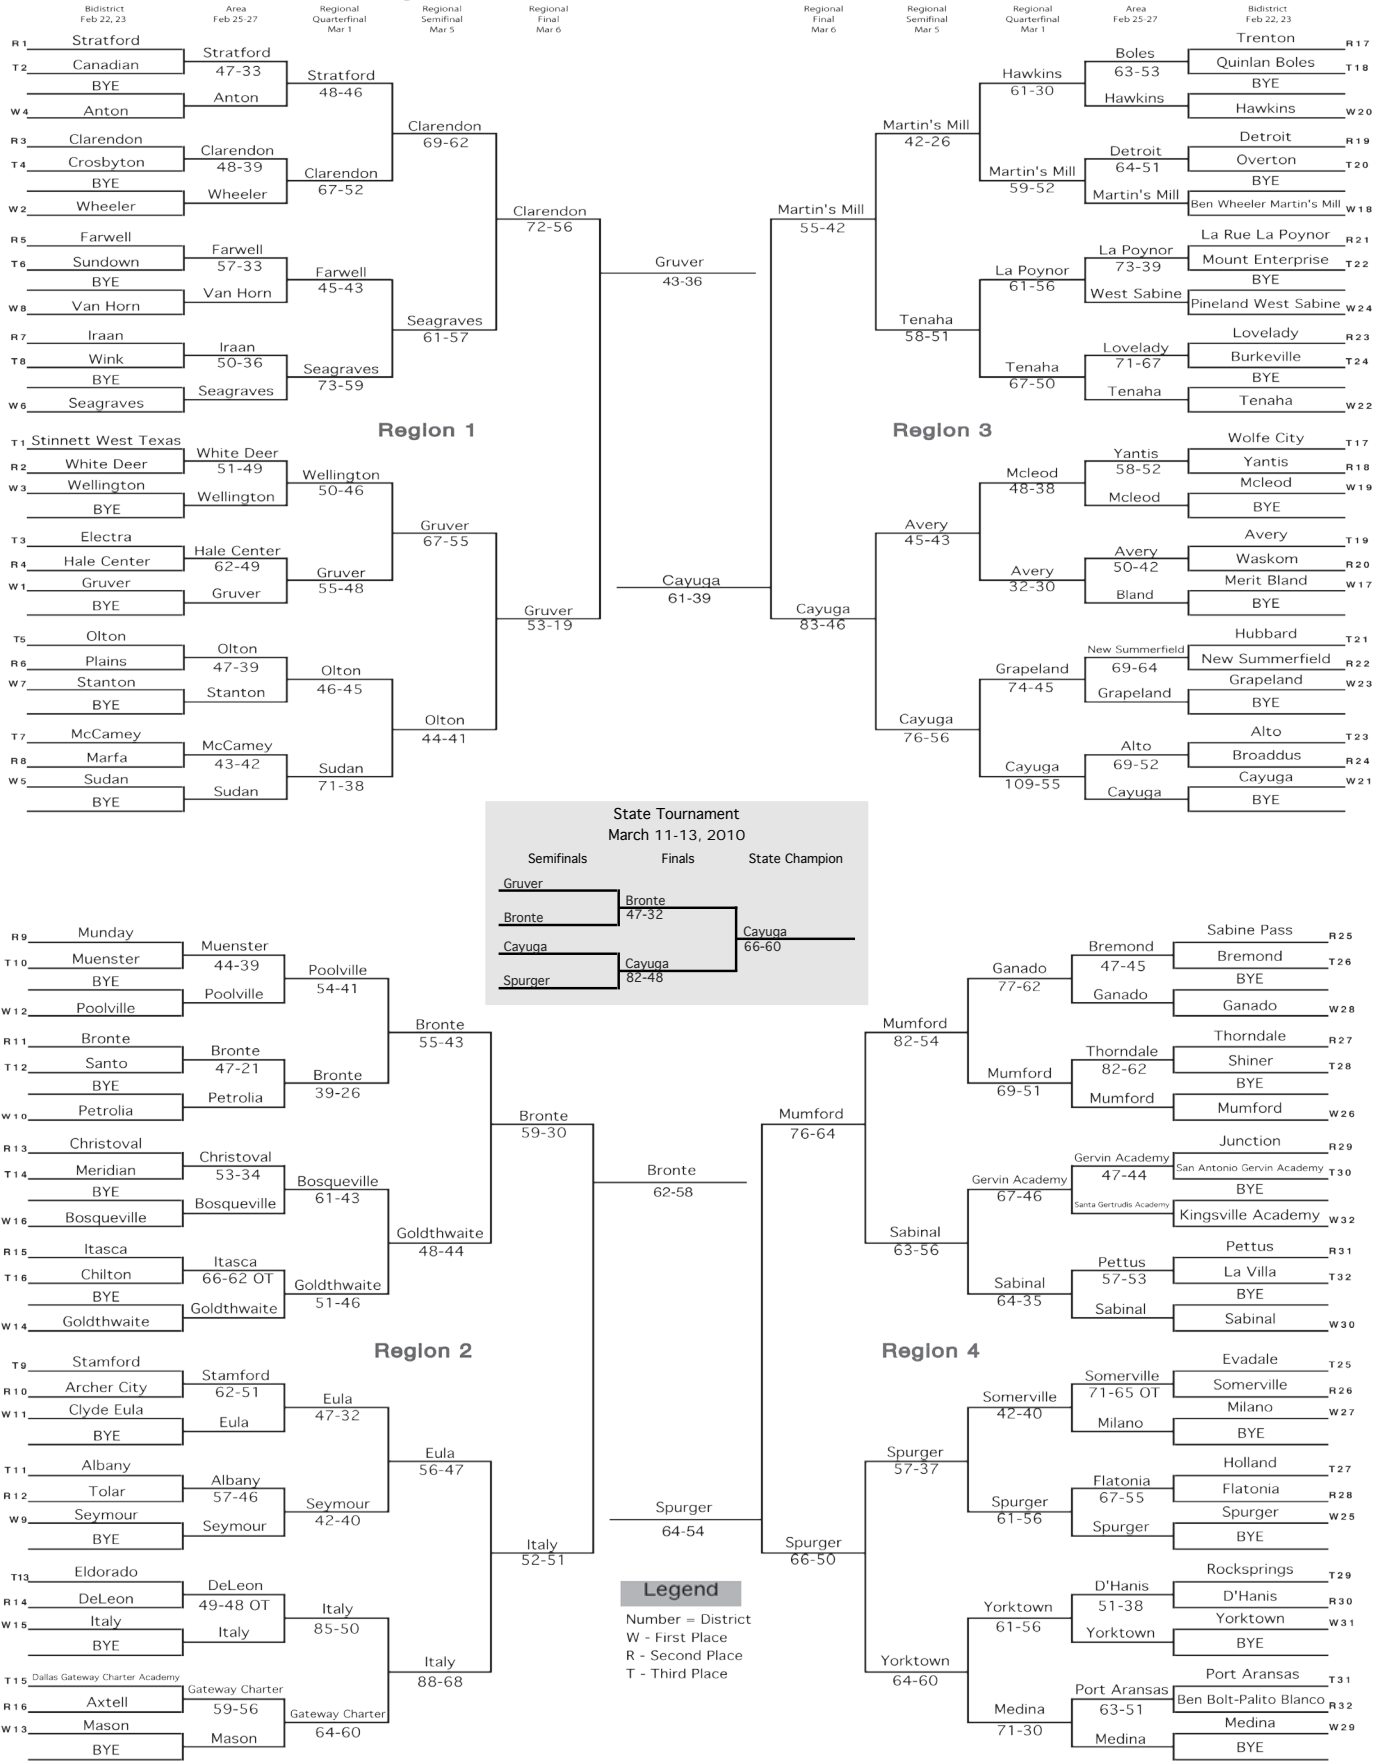 Bidistrict
Feb 22, 23
Area
Feb 25-27
Regional
Quarterfinal
Mar 1
Regional
Semifinal
Mar 5
Regional
Final
Mar 6
R1 Stratford
T2 Canadian
BYE
W4 Anton
R3 Clarendon
T4 Crosbyton
BYE
W2 Wheeler
R5 Farwell
T6 Sundown
BYE
W8 Van Horn
R7 Iraan
T8 Wink
BYE
W6 Seagraves
T1 Stinnett West Texas
R2 White Deer
W3 Wellington
BYE
T3 Electra
R4 Hale Center
W1 Gruver
BYE
T5 Olton
R6 Plains
W7 Stanton
BYE
T7 McCamey
R8 Marfa
W5 Sudan
BYE
Stratford
47-33
Anton
Clarendon
48-39
Wheeler
Farwell
57-33
Van Horn
Iraan
50-36
Seagraves
White Deer
51-49
Wellington
Hale Center
62-49
Gruver
Olton
47-39
Stanton
McCamey
43-42
Sudan
Stratford
48-46
Clarendon
67-52
Farwell
45-43
Seagraves
73-59
Wellington
50-46
Gruver
55-48
Olton
46-45
Sudan
71-38
Clarendon
69-62
Seagraves
61-57
Region 1
Gruver
67-55
Olton
44-41
Clarendon
72-56
Gruver
53-19
Gruver
43-36
Regional
Final
Mar 6
Regional
Semifinal
Mar 5
Regional
Quarterfinal
Mar 1
Area
Feb 25-27
Bidistrict
Feb 22, 23
Cayuga
61-39
Martin's Mill
55-42
Cayuga
83-46
Martin's Mill
42-26
Tenaha
58-51
Region 3
Avery
45-43
Cayuga
76-56
Hawkins
61-30
Martin's Mill
59-52
La Poynor
61-56
Tenaha
67-50
Mcleod
48-38
Avery
32-30
Grapeland
74-45
Cayuga
109-55
Boles
63-53
Hawkins
Detroit
64-51
Martin's Mill
La Poynor
73-39
West Sabine
Lovelady
71-67
Tenaha
Yantis
58-52
Mcleod
Avery
50-42
Bland
New Summerfield
69-64
Grapeland
Alto
69-52
Cayuga
Trenton R17
Quinlan Boles T18
BYE
Hawkins W20
Detroit R19
Overton T20
BYE
Ben Wheeler Martin's Mill W18
La Rue La Poynor R21
Mount Enterprise T22
BYE
Pineland West Sabine W24
Lovelady R23
Burkeville T24
BYE
Tenaha W22
Wolfe City T17
Yantis R18
Mcleod W19
BYE
Avery T19
Waskom R20
Merit Bland W17
BYE
Hubbard T21
New Summerfield R22
Grapeland W23
BYE
Alto T23
Broaddus R24
Cayuga W21
BYE
State Tournament
March 11-13, 2010
Semifinals Finals State Champion
Gruver
Bronte
Cayuga
Spurger
Bronte
47-32
Cayuga
82-48
Cayuga
66-60
R9 Munday
T10 Muenster
BYE
W12 Poolville
R11 Bronte
T12 Santo
BYE
W10 Petrolia
R13 Christoval
T14 Meridian
BYE
W16 Bosqueville
R15 Itasca
T16 Chilton
BYE
W14 Goldthwaite
T9 Stamford
R10 Archer City
W11 Clyde Eula
BYE
T11 Albany
R12 Tolar
W9 Seymour
BYE
T13 Eldorado
R14 DeLeon
W15 Italy
BYE
T15 Dallas Gateway Charter Academy
R16 Axtell
W13 Mason
BYE
Muenster
44-39
Poolville
Bronte
47-21
Petrolia
Christoval
53-34
Bosqueville
Itasca
66-62 OT
Goldthwaite
Stamford
62-51
Eula
Albany
57-46
Seymour
DeLeon
49-48 OT
Italy
Gateway Charter
59-56
Mason
Poolville
54-41
Bronte
39-26
Bosqueville
61-43
Goldthwaite
51-46
Eula
47-32
Seymour
42-40
Italy
85-50
Gateway Charter
64-60
Bronte
55-43
Goldthwaite
48-44
Region 2
Eula
56-47
Italy
88-68
Bronte
59-30
Italy
52-51
Bronte
62-58
Spurger
64-54
Legend
Number = District
W - First Place
R - Second Place
T - Third Place
Mumford
76-64
Spurger
66-50
Mumford
82-54
Sabinal
63-56
Region 4
Spurger
57-37
Yorktown
64-60
Ganado
77-62
Mumford
69-51
Gervin Academy
67-46
Sabinal
64-35
Somerville
42-40
Spurger
61-56
Yorktown
61-56
Medina
71-30
Bremond
47-45
Ganado
Thorndale
82-62
Mumford
Gervin Academy
47-44
Santa Gertrudis Academy
Pettus
57-53
Sabinal
Somerville
71-65 OT
Milano
Flatonia
67-55
Spurger
D'Hanis
51-38
Yorktown
Port Aransas
63-51
Medina
Sabine Pass R25
Bremond T26
BYE
Ganado W28
Thorndale R27
Shiner T28
BYE
Mumford W26
Junction R29
San Antonio Gervin Academy T30
BYE
Kingsville Academy W32
Pettus R31
La Villa T32
BYE
Sabinal W30
Evadale T25
Somerville R26
Milano W27
BYE
Holland T27
Flatonia R28
Spurger W25
BYE
Rocksprings T29
D'Hanis R30
Yorktown W31
BYE
Port Aransas T31
Ben Bolt-Palito Blanco R32
Medina W29
BYE